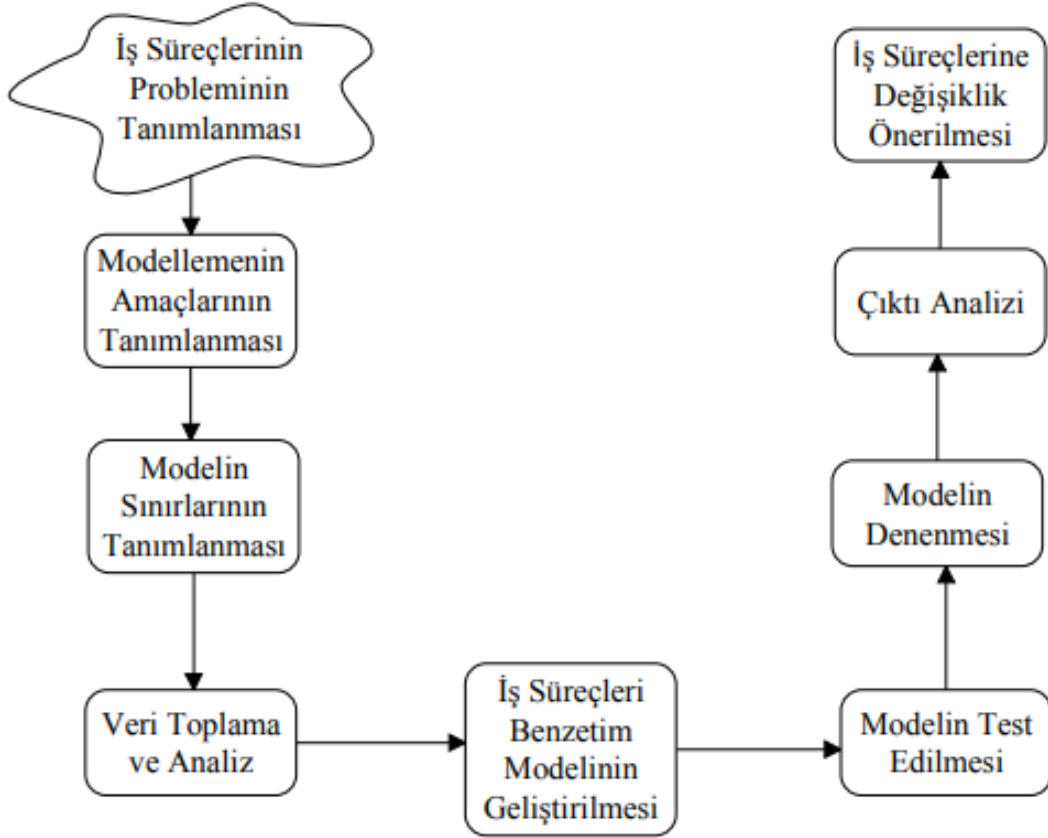 İş Süreçlerinin
Probleminin
Tanımlanması
Modellemenin
Amaçlarının
Tanımlanması
Modelin
Sınırlarının
Tanımlanması
Veri Toplama
ve Analiz
İş Süreçleri
Benzetim
Modelinin
Geliştirilmesi
Modelin Test
Edilmesi
Modelin
Denenmesi
Çıktı Analizi
İş Süreçlerine
Değişiklik
Önerilmesi